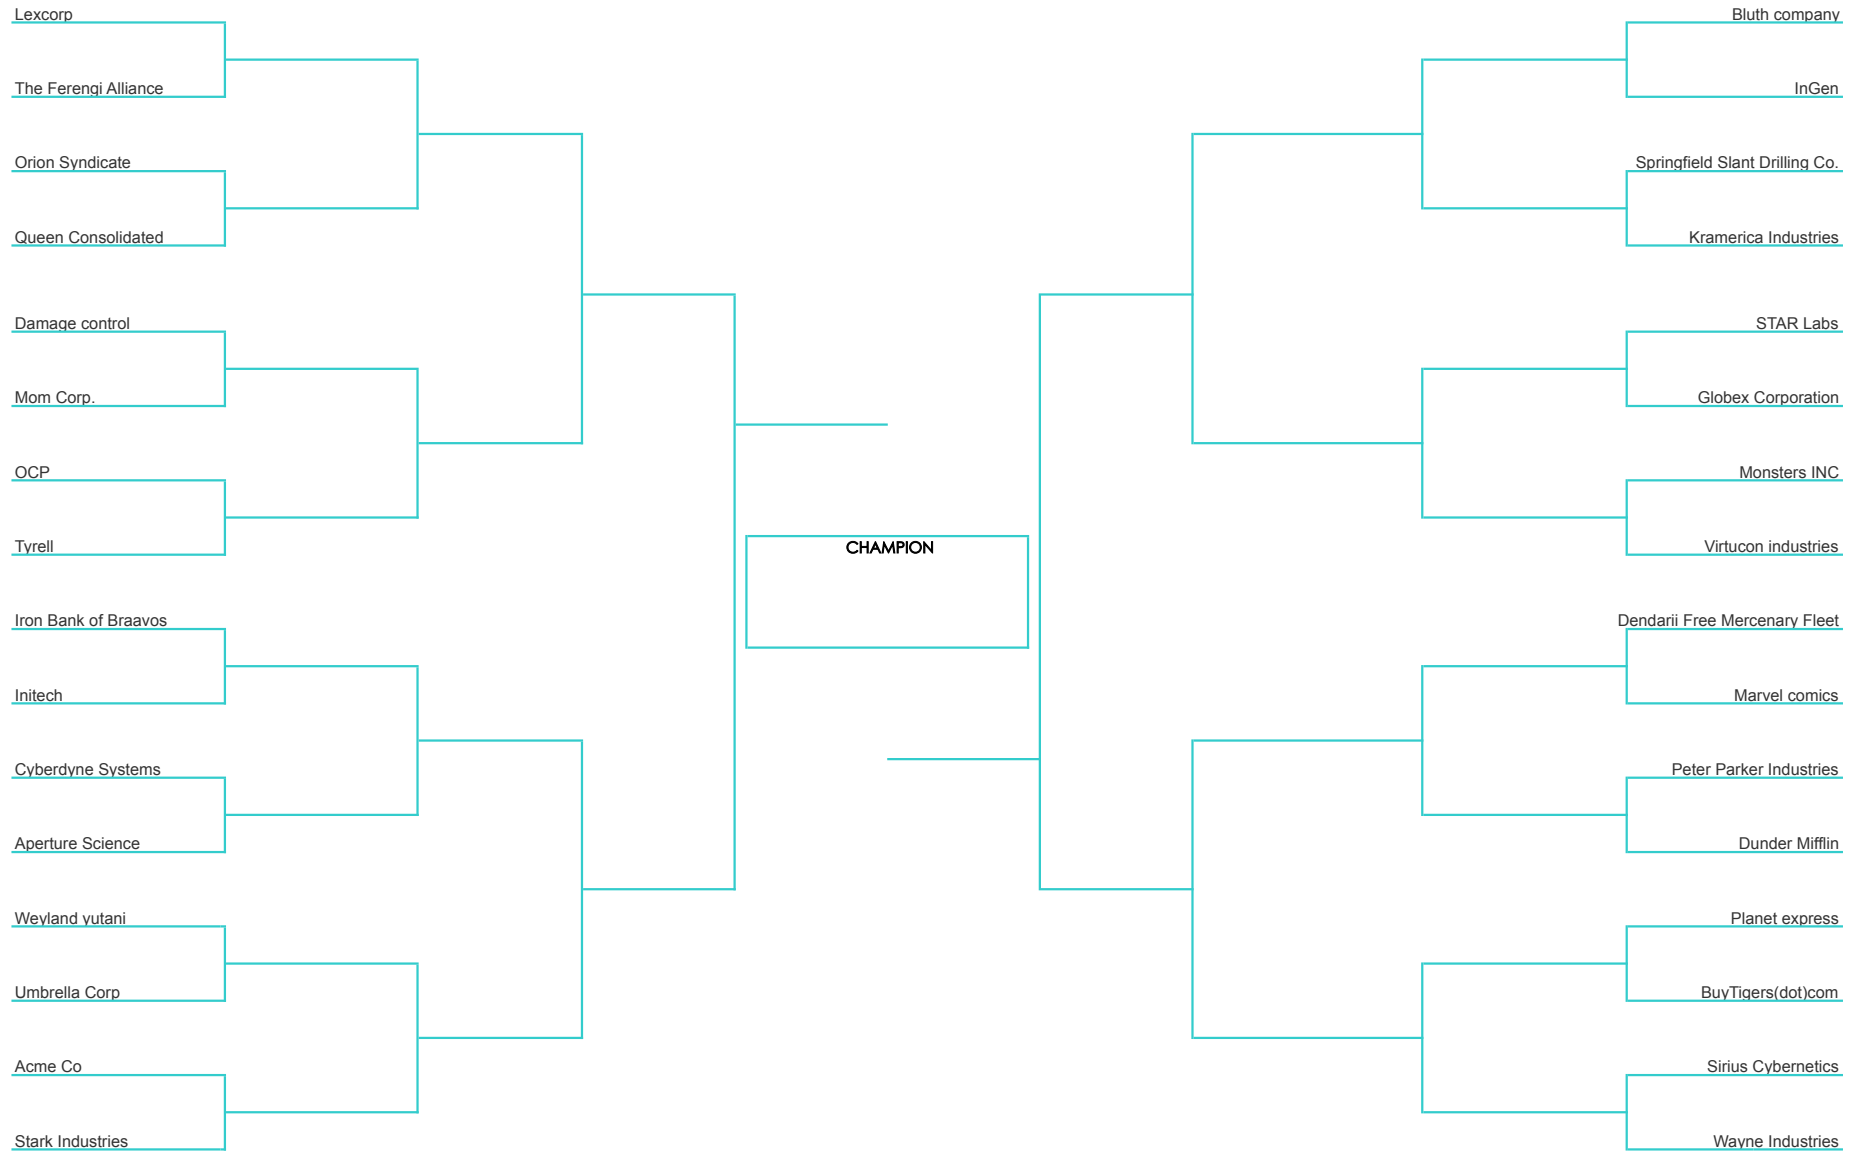 Lexcorp
The Ferengi Alliance
Orion Syndicate
Queen Consolidated
Damage control
Mom Corp.
OCP
Tyrell
Iron Bank of Braavos
Initech
Cyberdyne Systems
Aperture Science
Weyland yutani
Umbrella Corp
Acme Co
Stark Industries
CHAMPION
Bluth company
InGen
Springfield Slant Drilling Co.
Kramerica Industries
STAR Labs
Globex Corporation
Monsters INC
Virtucon industries
Dendarii Free Mercenary Fleet
Marvel comics
Peter Parker Industries
Dunder Mifflin
Planet express
BuyTigers(dot)com
Sirius Cybernetics
Wayne Industries